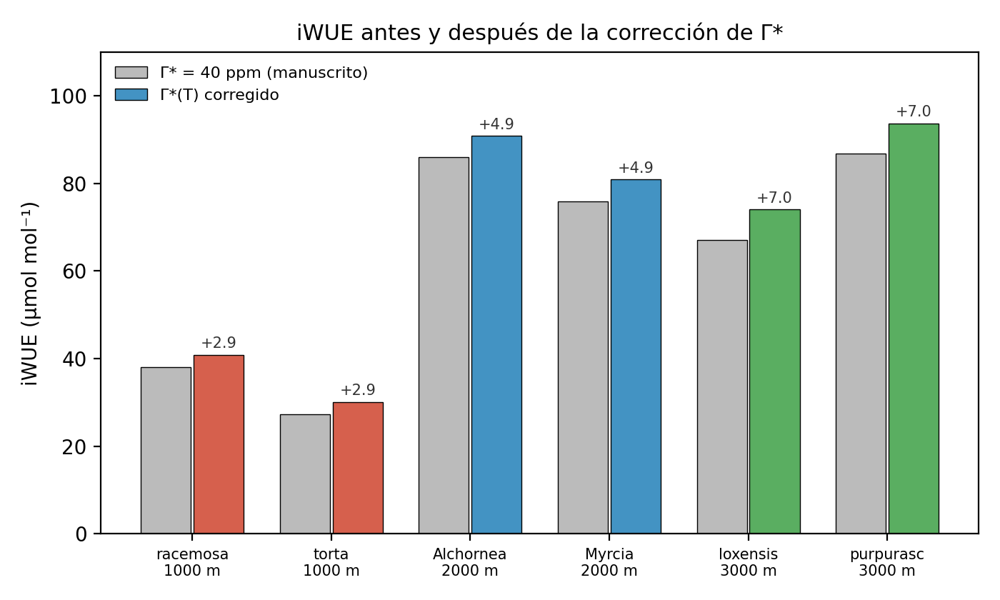 iWUE antes y después de la corrección de Γ*
Γ* = 40 ppm (manuscrito)
Γ*(T) corregido
iWUE (µmol mol⁻¹)
100
80
60
40
20
0
+2.9
+2.9
+4.9
+4.9
+7.0
+7.0
racemosa
1000 m
torta
1000 m
Alchornea
2000 m
Myrcia
2000 m
loxensis
3000 m
purpurasc
3000 m